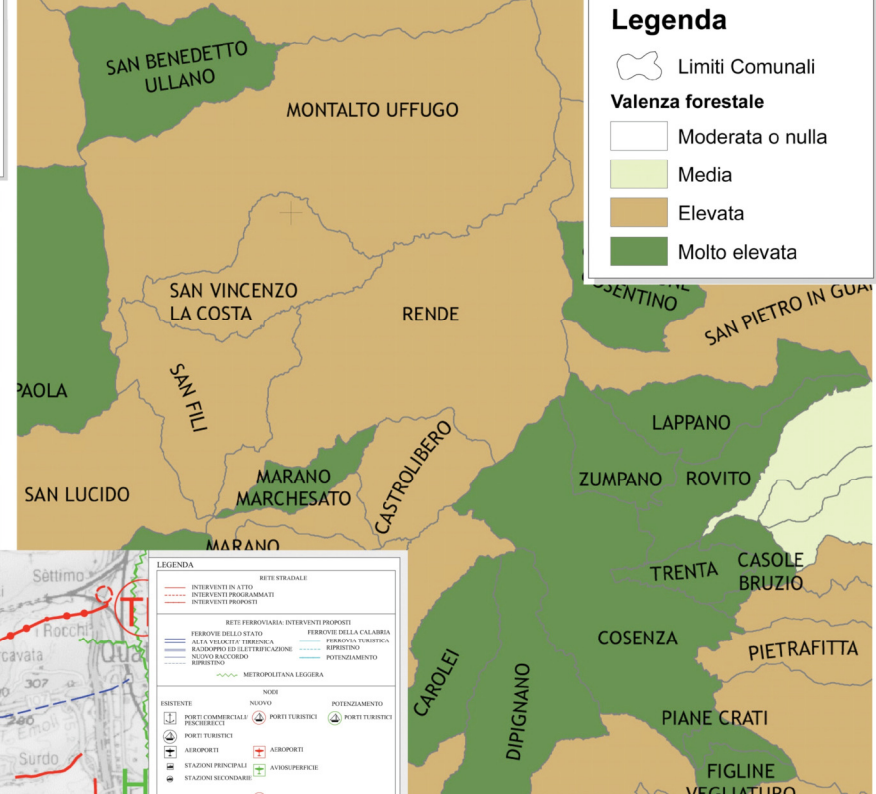 SAN BENEDETTO
ULLANO
MONTALTO UFFUGO
SAN VINCENZO
LA COSTA
RENDE
SAN FILI
PAOLA
SAN LUCIDO
MARANO
MARCHESATO
CASTROLIBERO
MARANO
Legenda
Limiti Comunali
Valenza forestale
Moderata o nulla
Media
Elevata
Molto elevata
SAN PIETRO IN
LAPPANO
ZUMPANO
ROVITO
TRENTA
CASOLE
BRUZIO
COSENZA
PIETRAFITTA
CAROLEI
DIPIGNANO
PIANE CRATI
FIGLINE
VEGLIATURO
Sèttimo
i Rocchi
cavata
Qua
307
Emoli
Surdo
LEGENDA
RETE STRADALE
INTERVENTI IN ATTO
INTERVENTI PROGRAMMATI
INTERVENTI PROPOSTI
RETE FERROVIARIA: INTERVENTI PROPOSTI
FERROVIE DELLO STATO
ALTA VELOCITA' TIRRENICA
RADDOPPIO ED ELETTRIFICAZIONE
NUOVO RACCORDO
RIPRISTINO
FERROVIE DELLA CALABRIA
FERROVIA TURISTICA
RIPRISTINO
POTENZIAMENTO
METROPOLITANA LEGGERA
NODI
ESISTENTE
NUOVO
POTENZIAMENTO
PORTI COMMERCIALI
PESCHERECCI
PORTI TURISTICI
PORTI TURISTICI
PORTI TURISTICI
AEROPORTI
AEROPORTI
STAZIONI PRINCIPALI
AVIOSUPERFICIE
STAZIONI SECONDARIE